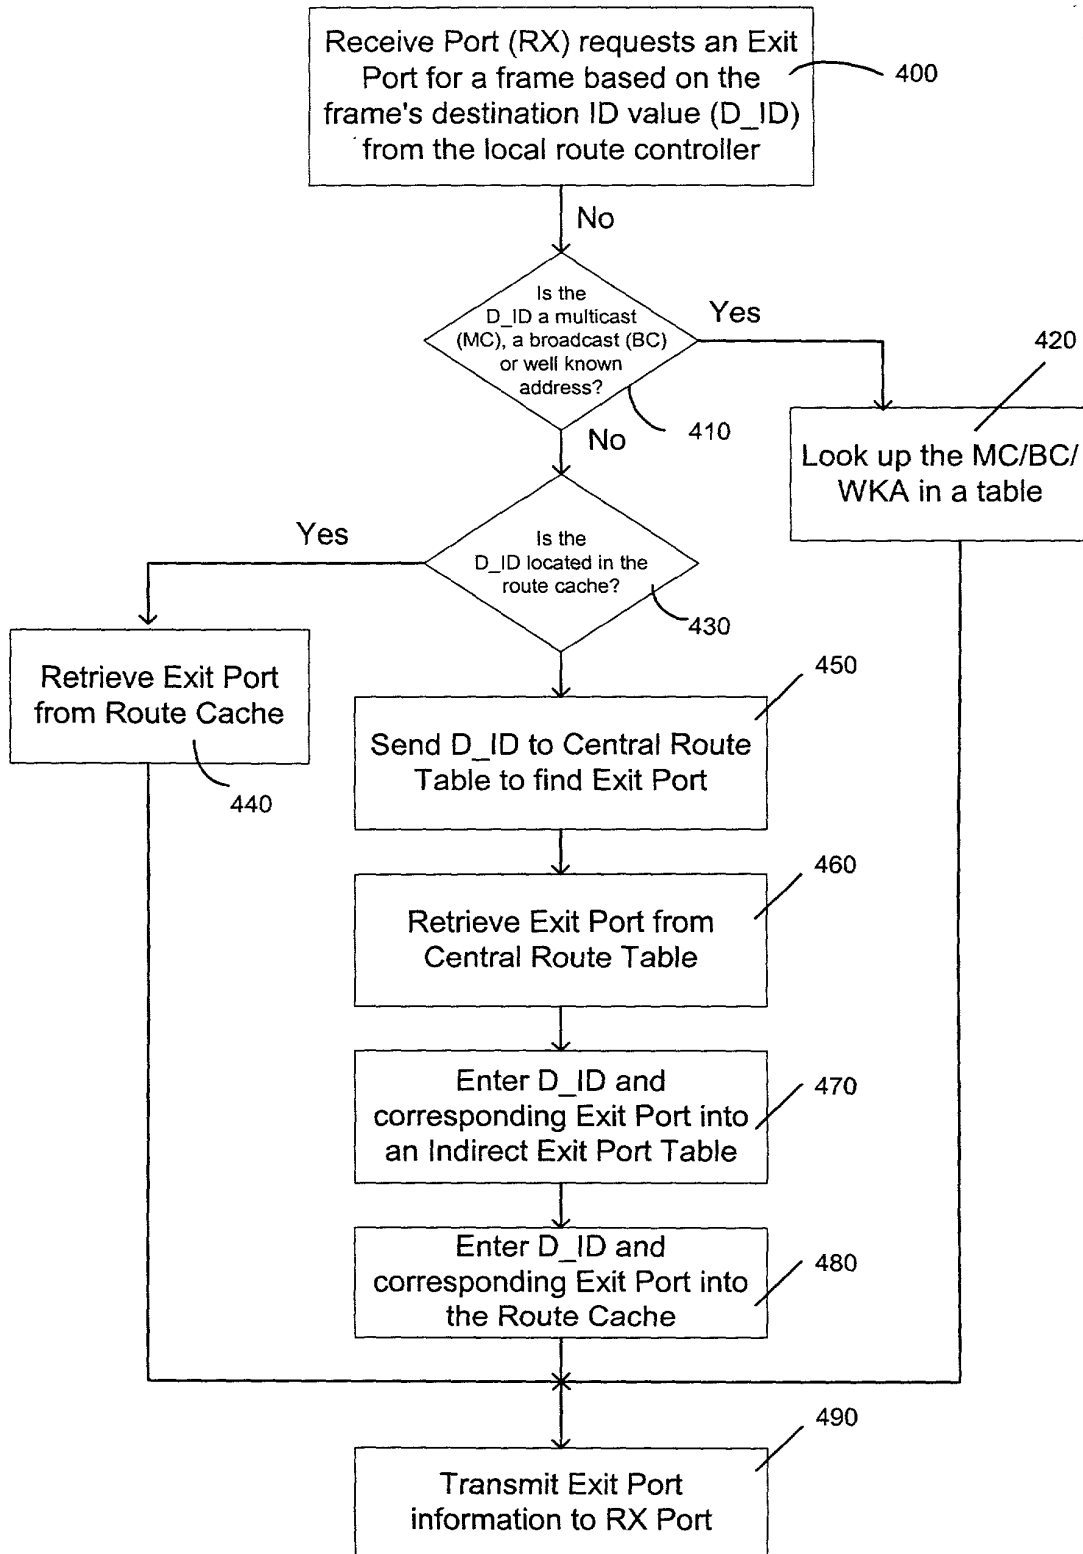 Receive Port (RX) requests an Exit
Port for a frame based on the
frame's destination ID value (D_ID)
from the local route controller
400
No
Is the
D_ID a multicast
(MC), a broadcast (BC)
or well known
address?
Yes
410
420
Look up the MC/BC/
WKA in a table
No
Is the
D_ID located in the
route cache?
Yes
430
Retrieve Exit Port
from Route Cache
440
450
Send D_ID to Central Route
Table to find Exit Port
460
Retrieve Exit Port from
Central Route Table
470
Enter D_ID and
corresponding Exit Port into
an Indirect Exit Port Table
480
Enter D_ID and
corresponding Exit Port into
the Route Cache
490
Transmit Exit Port
information to RX Port